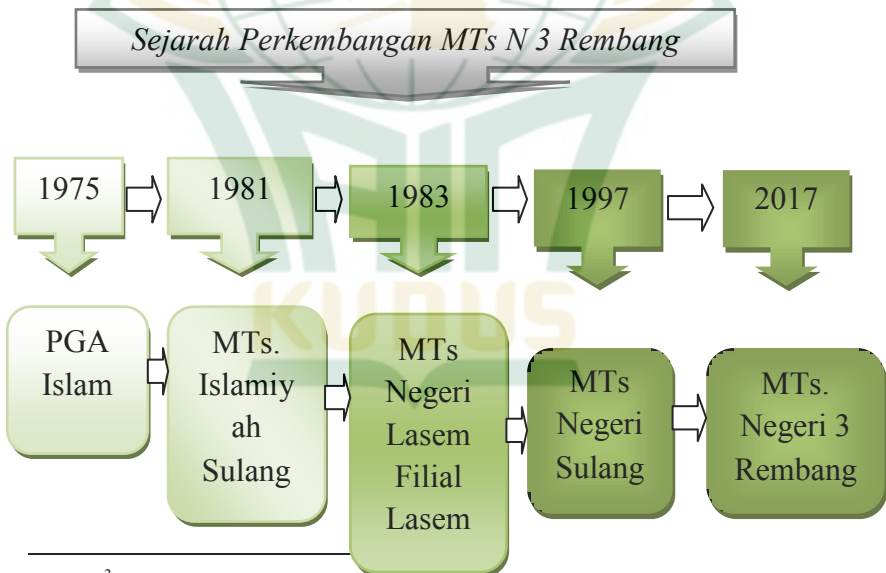 Sejarah Perkembangan MTs N 3 Rembang
1975
1981
1983
1997
2017
PGA
Islam
MTs.
Islamiy
ah
Sulang
MTs
Negeri
Lasem
Filial
Lasem
MTs
Negeri
Sulang
MTs.
Negeri 3
Rembang
KUDUS